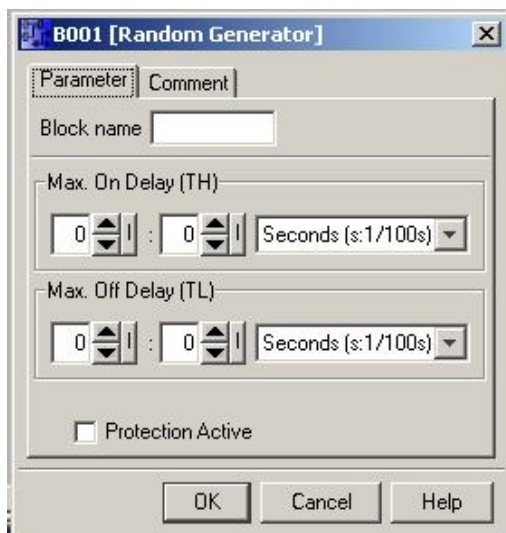 B001 [Random Generator]
Parameter Comment
Block name
Max. On Delay (TH)
0 : 0 Seconds (s:1/100s)
Max. Off Delay (TL)
0 : 0 Seconds (s:1/100s)
Protection Active
OK Cancel Help